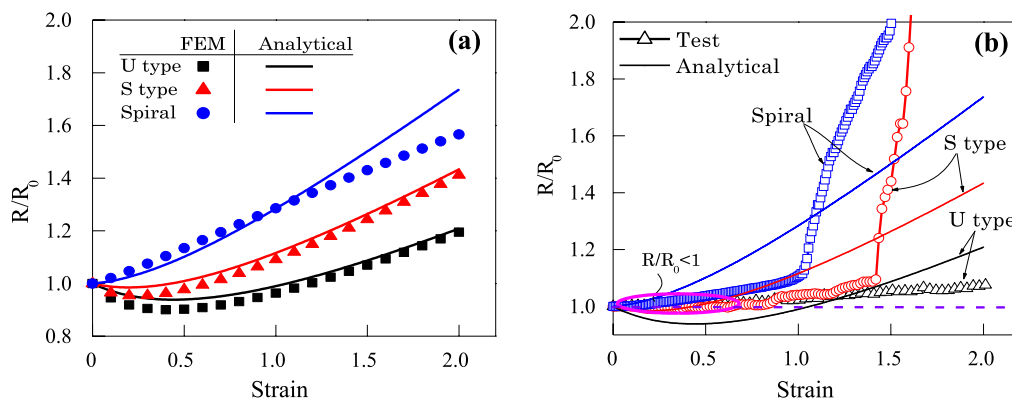 (a)
FEM Analytical
U type
S type
Spiral
2.0
1.8
1.6
1.4
1.2
1.0
0.8
R/R0
0 0.5 1.0 1.5 2.0
Strain
(b)
Test
Analytical
Spiral
S type
U type
R/R0<1
2.0
1.8
1.6
1.4
1.2
1.0
R/R0
0.0 0.5 1.0 1.5 2.0
Strain